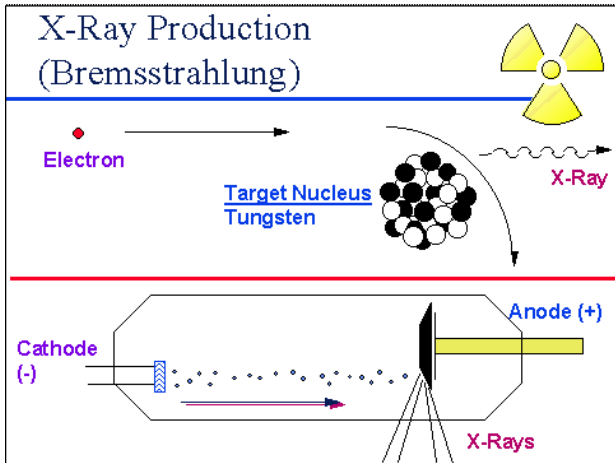 X-Ray Production
(Bremsstrahlung)
Electron
X-Ray
Target Nucleus
Tungsten
Anode (+)
Cathode
(-)
X-Rays